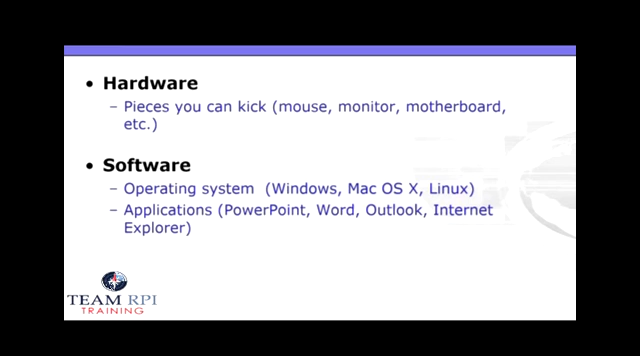 • Hardware
– Pieces you can kick (mouse, monitor, motherboard,
etc.)
• Software
– Operating system  (Windows, Mac OS X, Linux)
– Applications (PowerPoint, Word, Outlook, Internet
Explorer)
TEAM RPI
TRAINING